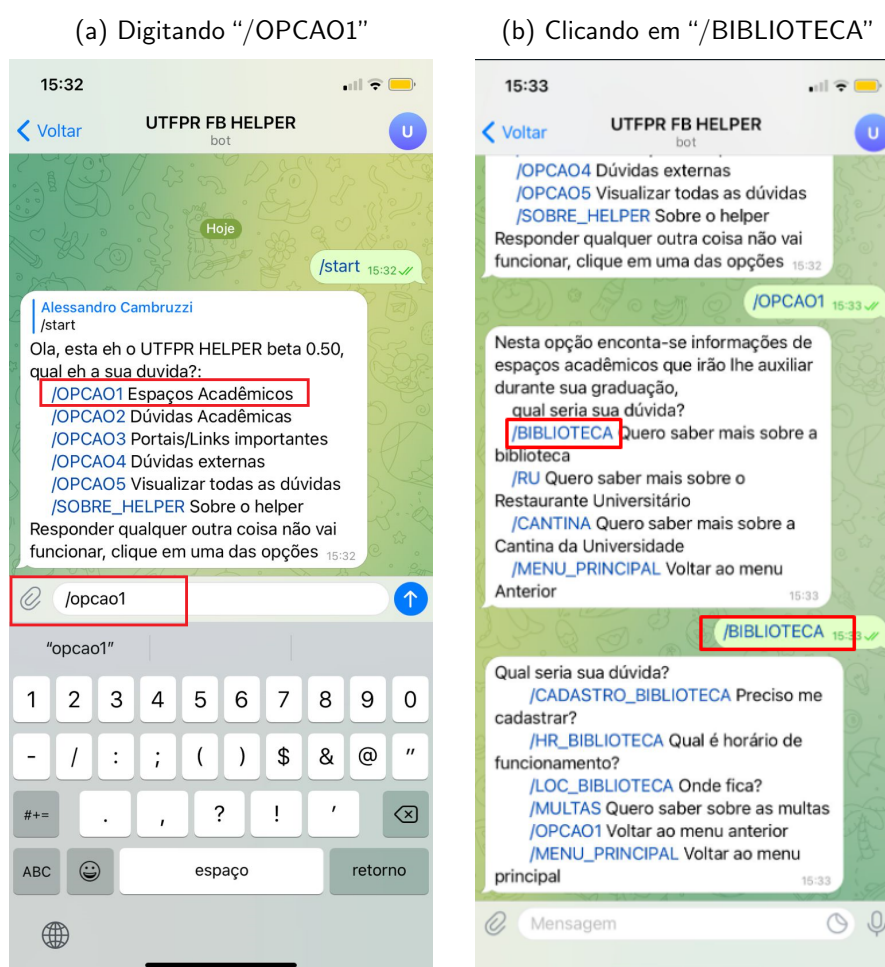 (a) Digitando “/OPCAO1”
15:32
Voltar
UTFPR FB HELPER
bot
U
Hoje
/start 15:32
Alessandro Cambruzzi
/start
Ola, esta eh o UTFPR HELPER beta 0.50,
qual eh a sua duvida?:
/OPCAO1 Espaços Acadêmicos
/OPCAO2 Dúvidas Acadêmicas
/OPCAO3 Portais/Links importantes
/OPCAO4 Dúvidas externas
/OPCAO5 Visualizar todas as dúvidas
/SOBRE_HELPER Sobre o helper
Responder qualquer outra coisa não vai
funcionar, clique em uma das opções 15:32
/opcao1
“opcao1”
1 2 3 4 5 6 7 8 9 0
- / : ; ( ) $ & @ "
#+= . , ? ! ' 
ABC espaço retorno
(b) Clicando em “/BIBLIOTECA”
15:33
Voltar
UTFPR FB HELPER
bot
U
/OPCAO4 Dúvidas externas
/OPCAO5 Visualizar todas as dúvidas
/SOBRE_HELPER Sobre o helper
Responder qualquer outra coisa não vai
funcionar, clique em uma das opções 15:32
/OPCAO1 15:33
Nesta opção enconta-se informações de
espaços acadêmicos que irão lhe auxiliar
durante sua graduação,
qual seria sua dúvida?
/BIBLIOTECA Quero saber mais sobre a
biblioteca
/RU Quero saber mais sobre o
Restaurante Universitário
/CANTINA Quero saber mais sobre a
Cantina da Universidade
/MENU_PRINCIPAL Voltar ao menu
Anterior 15:33
/BIBLIOTECA 15:33
Qual seria sua dúvida?
/CADASTRO_BIBLIOTECA Preciso me
cadastrar?
/HR_BIBLIOTECA Qual é horário de
funcionamento?
/LOC_BIBLIOTECA Onde fica?
/MULTAS Quero saber sobre as multas
/OPCAO1 Voltar ao menu anterior
/MENU_PRINCIPAL Voltar ao menu
principal 15:33
Mensagem